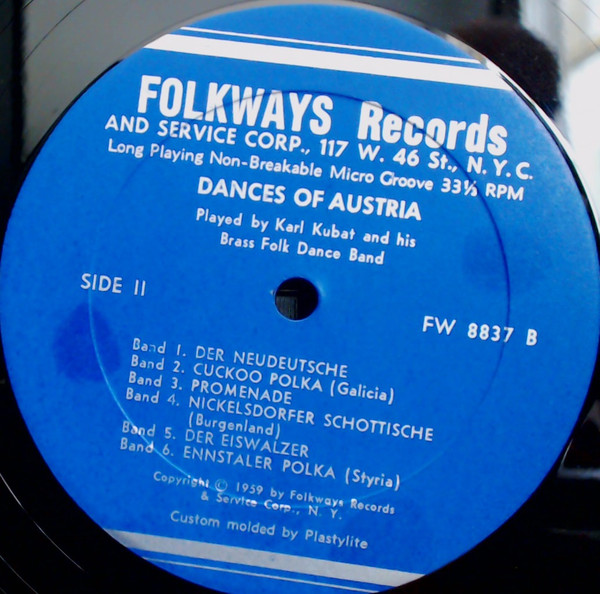 FOLKWAYS Records
AND SERVICE CORP., 117 W. 46 St., N.Y.C.
Long Playing Non-Breakable Micro Groove 33⅓ RPM
DANCES OF AUSTRIA
Played by Karl Kubat and his
Brass Folk Dance Band
SIDE II
FW 8837 B
Band 1. DER NEUDEUTSCHE
Band 2. CUCKOO POLKA (Galicia)
Band 3. PROMENADE
Band 4. NICKELSDORFER SCHOTTISCHE
(Burgenland)
Band 5. DER EISWALZER
Band 6. ENNSTALER POLKA (Styria)
Copyright © 1959 by Folkways Records
& Service Corp., N. Y.
Custom molded by Plastylite